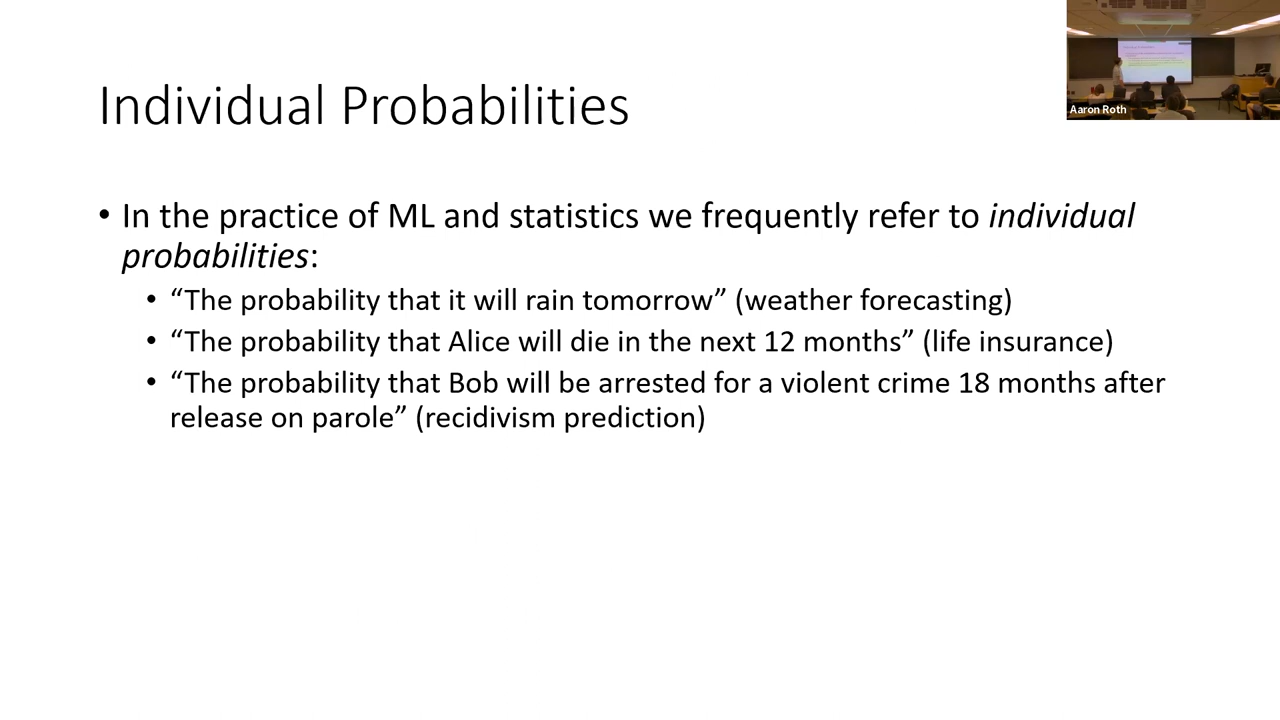 Individual Probabilities
Aaron Roth
• In the practice of ML and statistics we frequently refer to individual
probabilities:
• “The probability that it will rain tomorrow” (weather forecasting)
• “The probability that Alice will die in the next 12 months” (life insurance)
• “The probability that Bob will be arrested for a violent crime 18 months after
release on parole” (recidivism prediction)